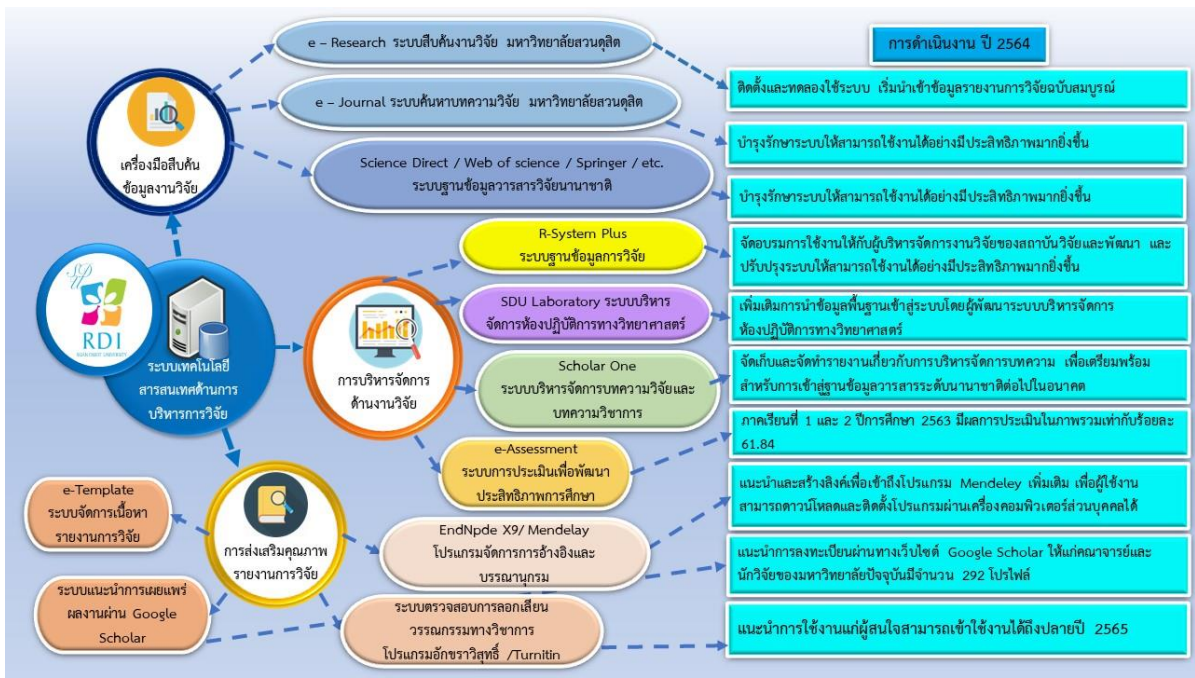 e – Research ระบบสืบค้นงานวิจัย มหาวิทยาลัยสวนดุสิต
การดำเนินงาน ปี 2564
ติดตั้งและทดลองใช้ระบบ เริ่มนำเข้าข้อมูลรายงานการวิจัยฉบับสมบูรณ์
e – Journal ระบบค้นหาบทความวิจัย มหาวิทยาลัยสวนดุสิต
บำรุงรักษาระบบให้สามารถใช้งานได้อย่างมีประสิทธิภาพมากยิ่งขึ้น
เครื่องมือสืบค้น
ข้อมูลงานวิจัย
Science Direct / Web of science / Springer / etc.
ระบบฐานข้อมูลวารสารวิจัยนานาชาติ
บำรุงรักษาระบบให้สามารถใช้งานได้อย่างมีประสิทธิภาพมากยิ่งขึ้น
R-System Plus
ระบบฐานข้อมูลการวิจัย
จัดอบรมการใช้งานให้กับผู้บริหารจัดการงานวิจัยของสถาบันวิจัยและพัฒนา และ
ปรับปรุงระบบให้สามารถใช้งานได้อย่างมีประสิทธิภาพมากยิ่งขึ้น
SDU
RDI
ระบบเทคโนโลยี
สารสนเทศด้านการ
บริหารการวิจัย
SDU Laboratory ระบบบริหาร
จัดการห้องปฏิบัติการทางวิทยาศาสตร์
เพิ่มเติมการนำข้อมูลพื้นฐานเข้าสู่ระบบโดยผู้พัฒนาระบบบริหารจัดการ
ห้องปฏิบัติการทางวิทยาศาสตร์
การบริหารจัดการ
ด้านงานวิจัย
Scholar One
ระบบบริหารจัดการบทความวิจัยและ
บทความวิชาการ
จัดเก็บและจัดทำรายงานเกี่ยวกับการบริหารจัดการบทความ เพื่อเตรียมพร้อม
สำหรับการเข้าสู่ฐานข้อมูลวารสารระดับนานาชาติต่อไปในอนาคต
e-Assessment
ระบบการประเมินเพื่อพัฒนา
ประสิทธิภาพการศึกษา
ภาคเรียนที่ 1 และ 2 ปีการศึกษา 2563 มีผลการประเมินในภาพรวมเท่ากับร้อยละ
61.84
e-Template
ระบบจัดการเนื้อหา
รายงานการวิจัย
การส่งเสริมคุณภาพ
รายงานการวิจัย
EndNpde X9/ Mendelay
โปรแกรมจัดการการอ้างอิงและ
บรรณานุกรม
แนะนำและสร้างลิงค์เพื่อเข้าถึงโปรแกรม Mendeley เพิ่มเติม เพื่อผู้ใช้งาน
สามารถดาวน์โหลดและติดตั้งโปรแกรมผ่านเครื่องคอมพิวเตอร์ส่วนบุคคลได้
ระบบแนะนำการเผยแพร่
ผลงานผ่าน Google
Scholar
แนะนำการลงทะเบียนผ่านทางเว็บไซต์ Google Scholar ให้แก่คณาจารย์และ
นักวิจัยของมหาวิทยาลัยปัจจุบันมีจำนวน 292 โปรไฟล์
ระบบตรวจสอบการลอกเลียน
วรรณกรรมทางวิชาการ
โปรแกรมอักขราวิสุทธิ์ /Turnitin
แนะนำการใช้งานแก่ผู้สนใจสามารถเข้าใช้งานได้ถึงปลายปี 2565